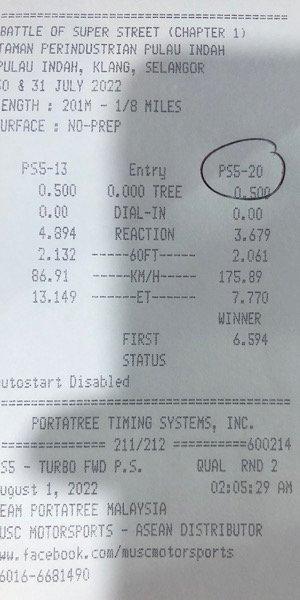 BATTLE OF SUPER STREET (CHAPTER 1)
TAMAN PERINDUSTRIAN PULAU INDAH
PULAU INDAH, KLANG, SELANGOR
30 & 31 JULY 2022
LENGTH : 201M - 1/8 MILES
SURFACE : NO-PREP
PS5-13 Entry PS5-20
0.500 0.000 TREE 0.500
0.00 DIAL-IN 0.00
4.894 REACTION 3.679
2.132 -----60FT----- 2.061
86.91 -----KM/H----- 175.89
13.149 ------ET------ 7.770
WINNER
FIRST 6.594
STATUS
utostart Disabled
PORTATREE TIMING SYSTEMS, INC.
============= 211/212 ==========600214
S5 - TURBO FWD P.S. QUAL RND 2
ugust 1, 2022 02:05:29 AM
EAM PORTATREE MALAYSIA
USC MOTORSPORTS - ASEAN DISTRIBUTOR
ww.facebook.com/muscmotorsports
6016-6681490